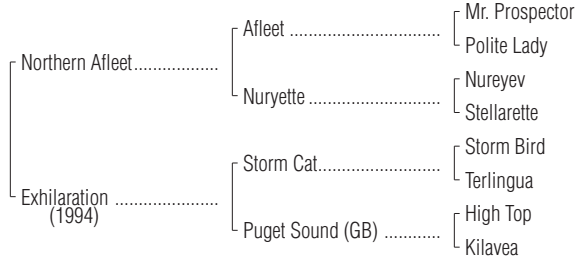 Mr. Prospector
Afleet ......................................
Polite Lady
Northern Afleet.....................
Nureyev
Nuryette .................................
Stellarette
Storm Bird
Storm Cat...............................
Terlingua
Exhilaration ..........................
(1994)
High Top
Puget Sound (GB) .............
Kilavea